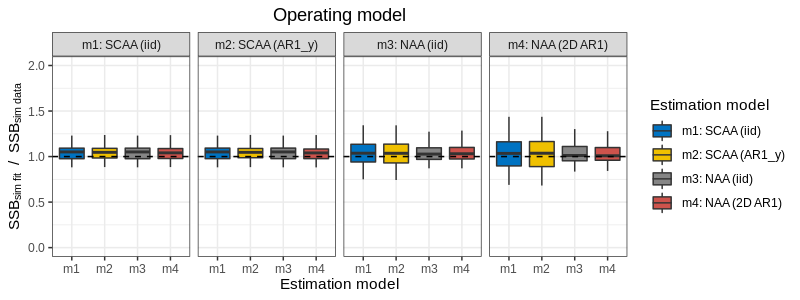 Operating model
m1: SCAA (iid)
m2: SCAA (AR1_y)
m3: NAA (iid)
m4: NAA (2D AR1)
SSBsim fit / SSBsim data
2.0
1.5
1.0
0.5
0.0
m1 m2 m3 m4
m1 m2 m3 m4
m1 m2 m3 m4
m1 m2 m3 m4
Estimation model
Estimation model
m1: SCAA (iid)
m2: SCAA (AR1_y)
m3: NAA (iid)
m4: NAA (2D AR1)